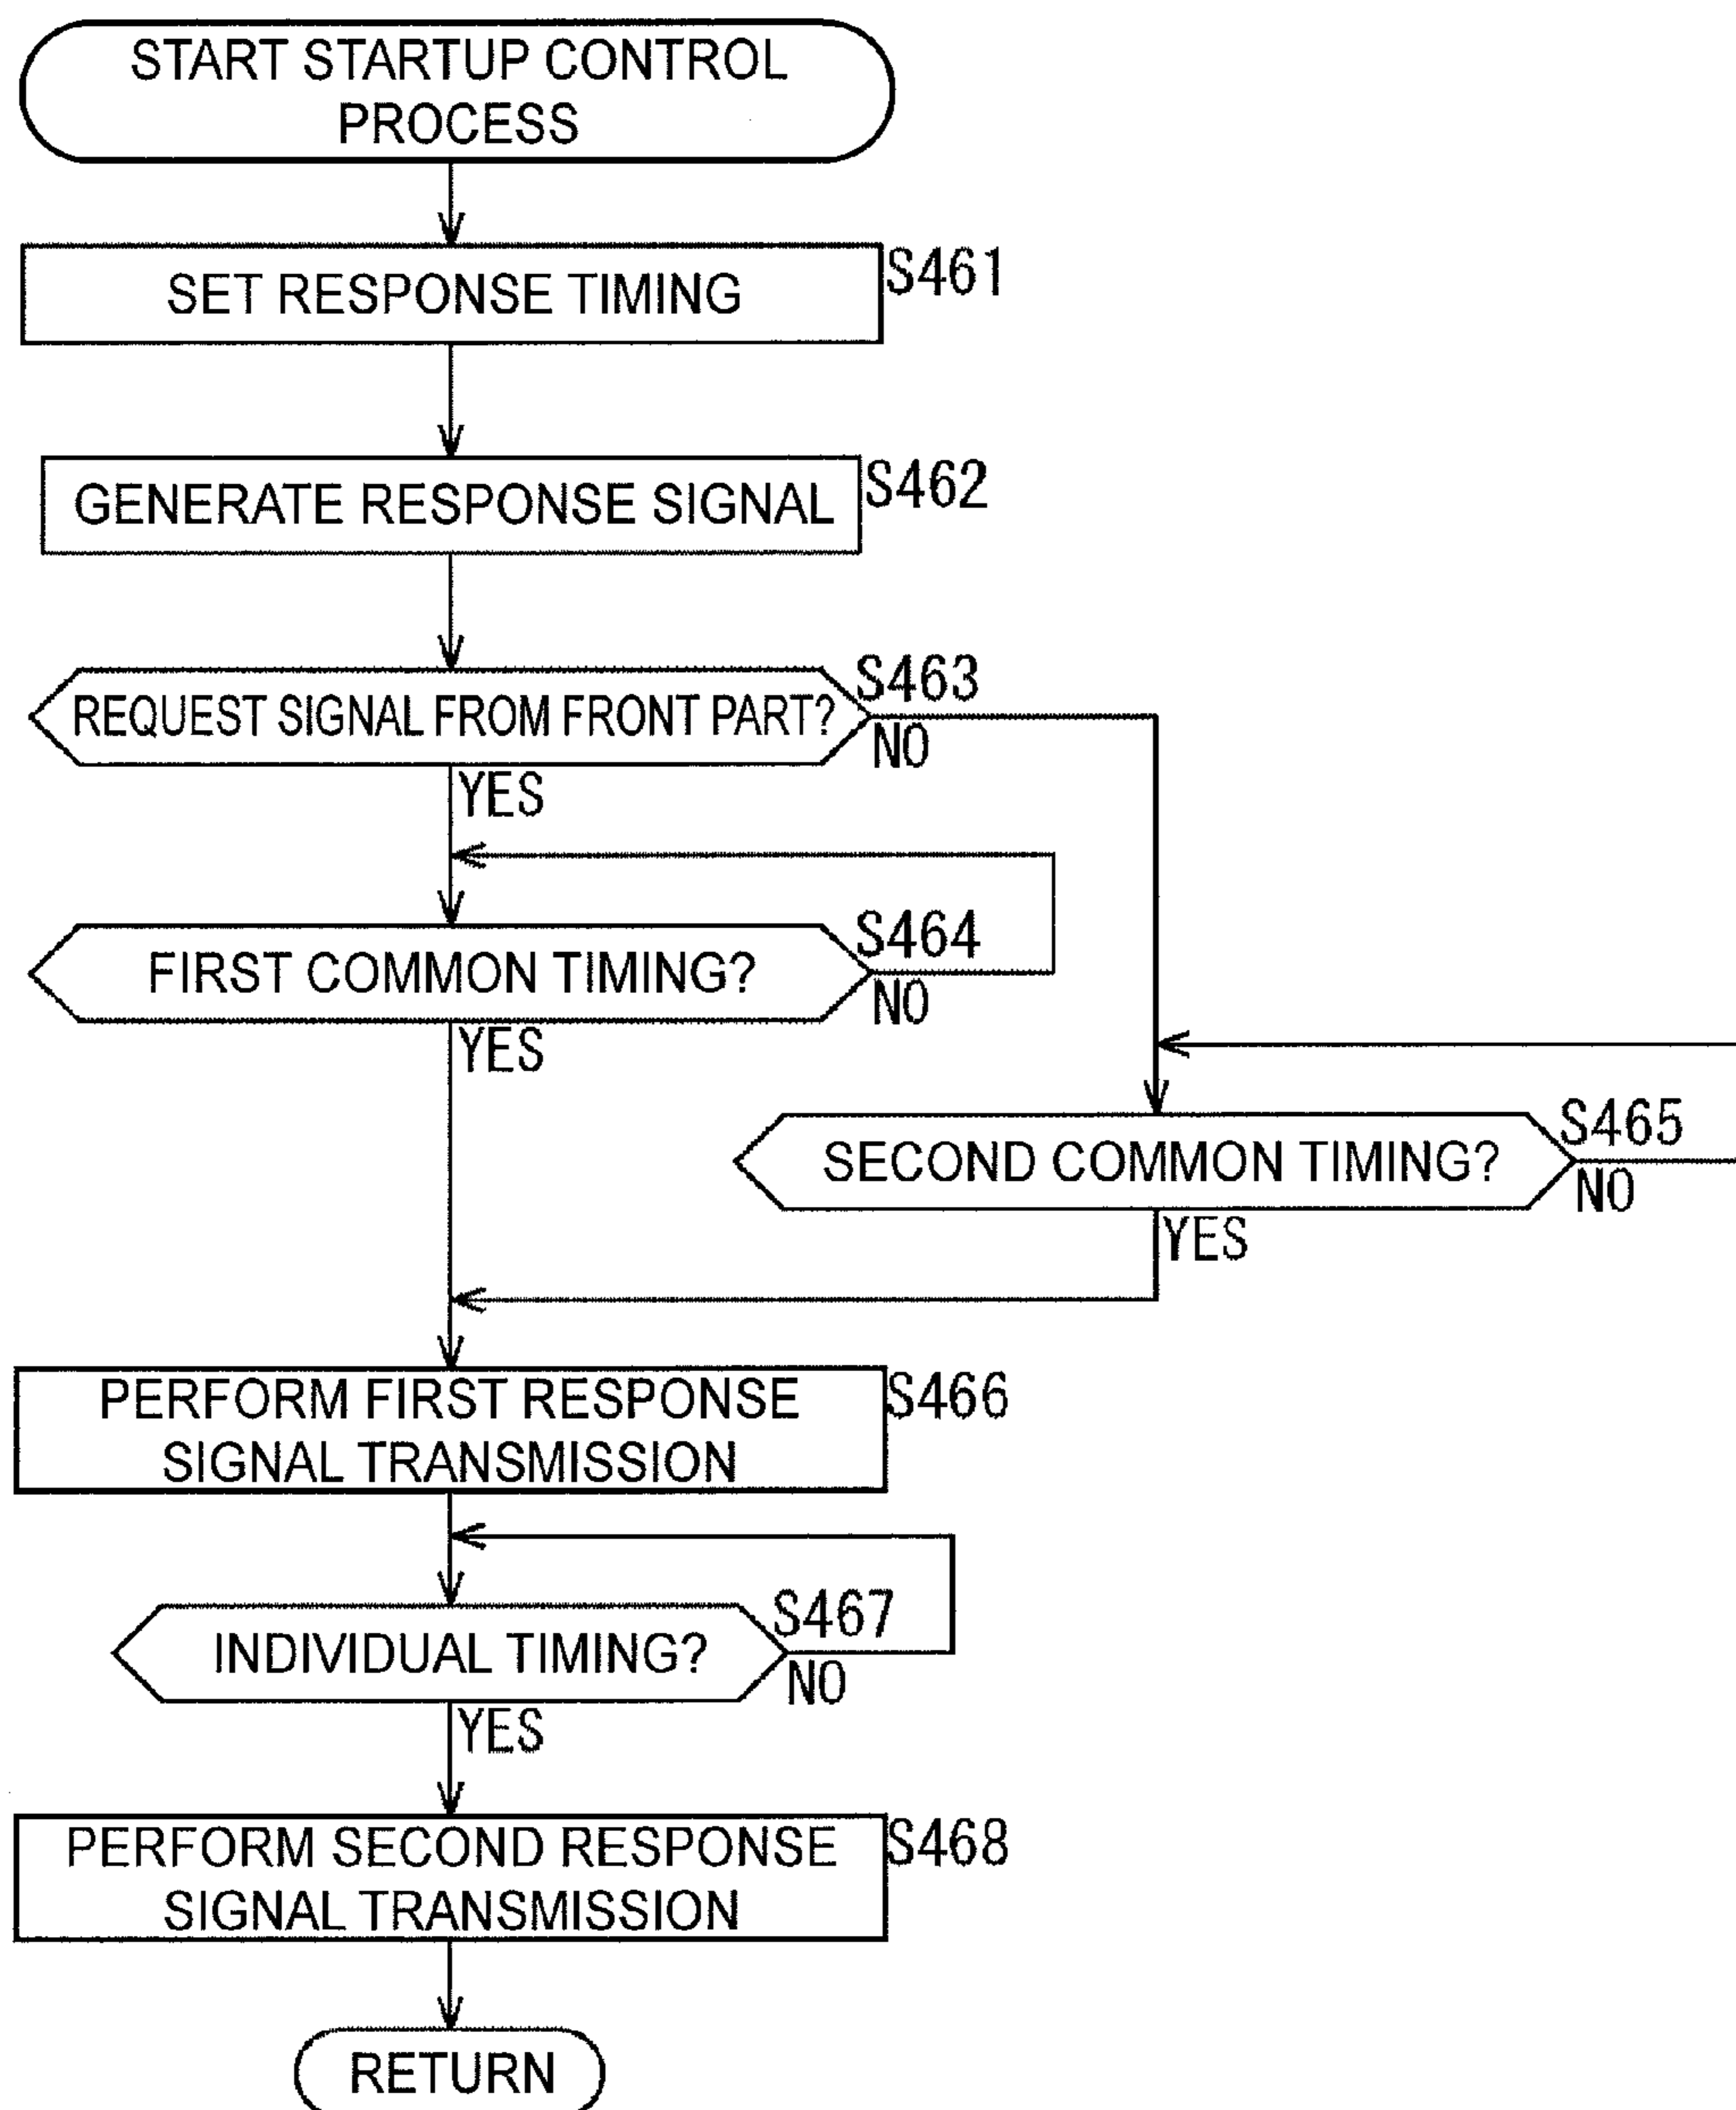 START STARTUP CONTROL
PROCESS
SET RESPONSE TIMING
S461
GENERATE RESPONSE SIGNAL
S462
REQUEST SIGNAL FROM FRONT PART?
S463
NO
YES
FIRST COMMON TIMING?
S464
NO
YES
SECOND COMMON TIMING?
S465
NO
YES
PERFORM FIRST RESPONSE
SIGNAL TRANSMISSION
S466
INDIVIDUAL TIMING?
S467
NO
YES
PERFORM SECOND RESPONSE
SIGNAL TRANSMISSION
S468
RETURN